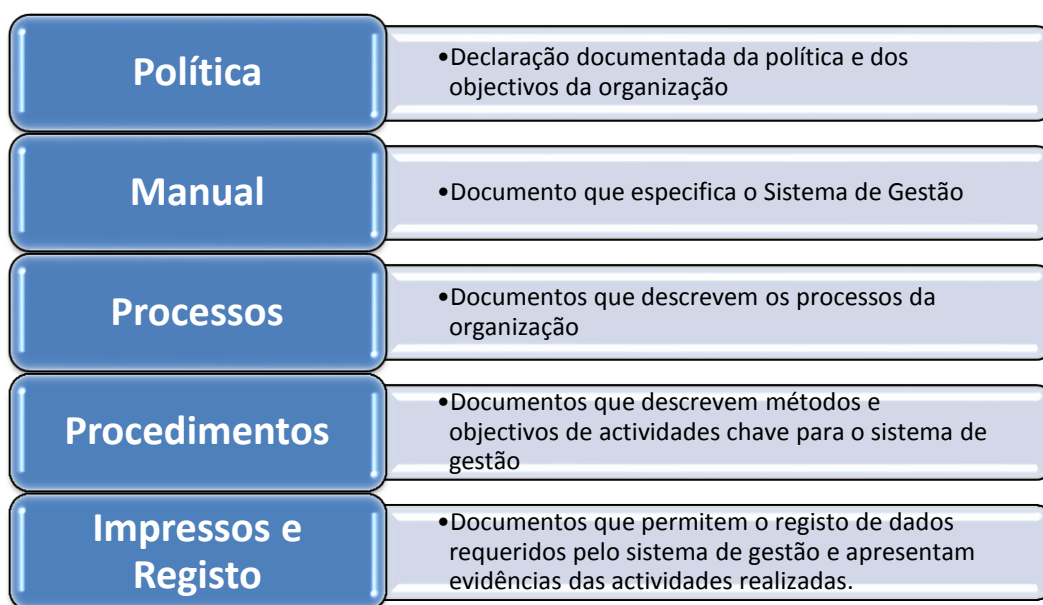 Política
•Declaração documentada da política e dos
objectivos da organização
Manual
•Documento que especifica o Sistema de Gestão
Processos
•Documentos que descrevem os processos da
organização
Procedimentos
•Documentos que descrevem métodos e
objectivos de actividades chave para o sistema de
gestão
Impressos e
Registo
•Documentos que permitem o registo de dados
requeridos pelo sistema de gestão e apresentam
evidências das actividades realizadas.